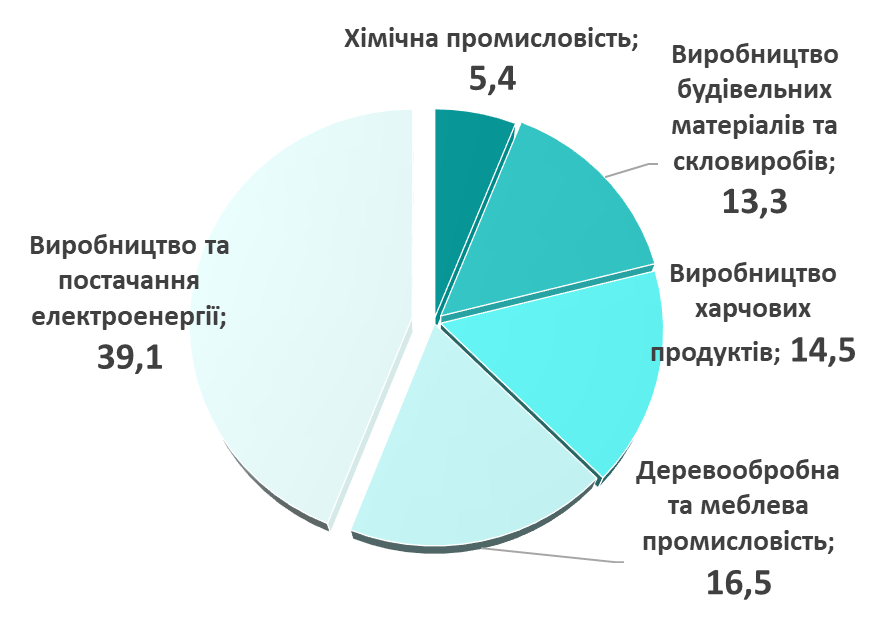 Хімічна промисловість;
5,4
Виробництво
будівельних
матеріалів та
скловиробів;
13,3
Виробництво
харчових
продуктів; 14,5
Деревообробна
та меблева
промисловість;
16,5
Виробництво та
постачання
електроенергії;
39,1